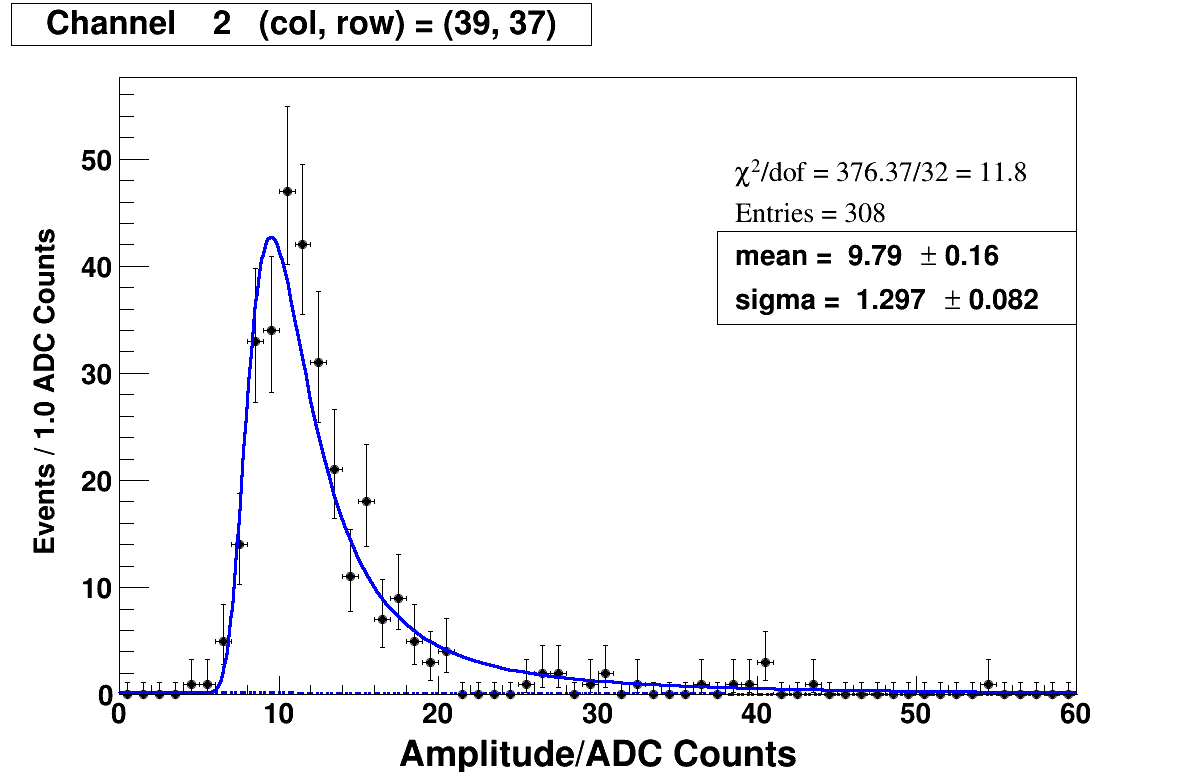 Channel 2 (col, row) = (39, 37)
χ²/dof = 376.37/32 = 11.8
Entries = 308
mean = 9.79 ± 0.16
sigma = 1.297 ± 0.082
Events / 1.0 ADC Counts
50
40
30
20
10
0
0 10 20 30 40 50 60
Amplitude/ADC Counts